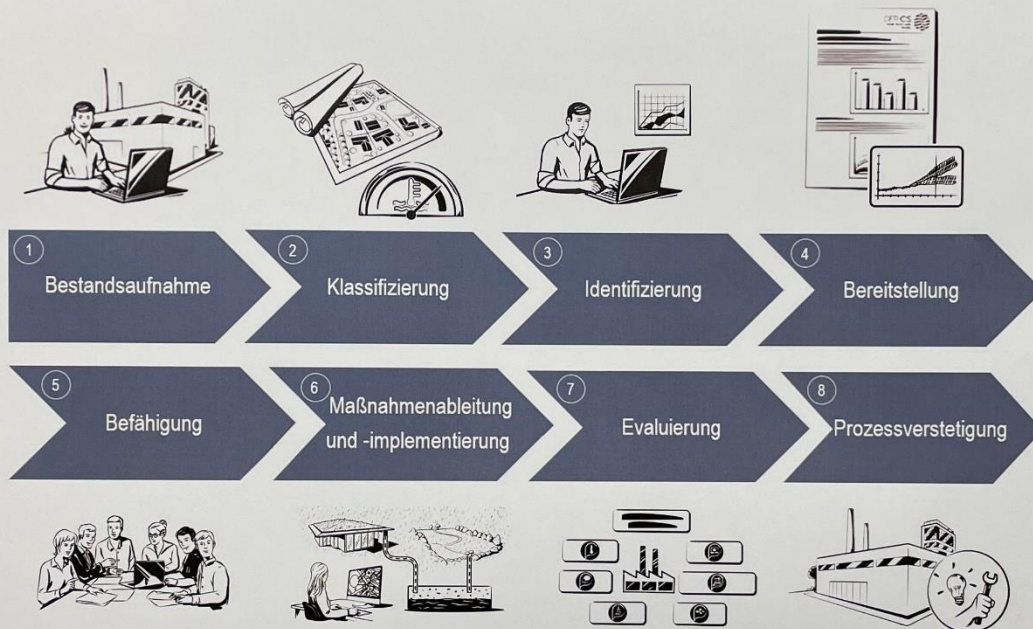 1
Bestandsaufnahme
2
Klassifizierung
3
Identifizierung
4
Bereitstellung
5
Befähigung
6
Maßnahmenableitung
und -implementierung
7
Evaluierung
8
Prozessverstetigung